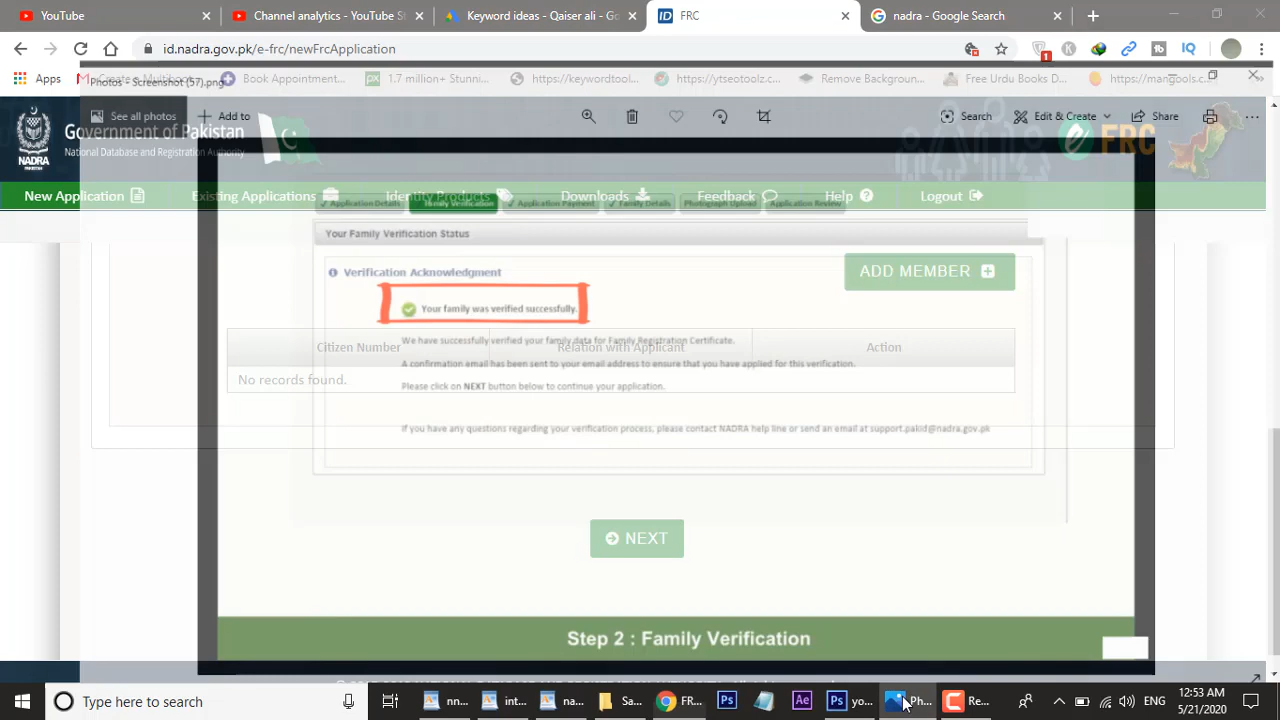 YouTube
Channel analytics - YouTube St
Keyword ideas - Qaiser ali - Goo
FRC
nadra - Google Search
id.nadra.gov.pk/e-frc/newFrcApplication
1
IQ
Apps
Create a Multiboot
Book Appointment...
1.7 million+ Stunni...
https://keywordtool...
https://ytseotoolz.c...
Remove Backgroun...
Free Urdu Books D...
https://mangools.c...
Photos - Screenshot (57).png
See all photos
Add to
Search
Edit & Create
Share
Government of Pakistan
National Database and Registration Authority
NADRA
PAKISTAN
FRC
New Application
Existing Applications
Identity Products
Downloads
Feedback
Help
Logout
Application Details
Family Verification
Application Payment
Family Details
Photograph Upload
Application Review
Your Family Verification Status
Verification Acknowledgment
ADD MEMBER
Your family was verified successfully.
We have successfully verified your family data for Family Registration Certificate.
Citizen Number
Relation with Applicant
Action
A confirmation email has been sent to your email address to ensure that you have applied for this verification.
No records found.
Please click on NEXT button below to continue your application.
If you have any questions regarding your verification process, please contact NADRA help line or send an email at support.pakid@nadra.gov.pk
NEXT
Step 2 : Family Verification
Type here to search
nn...
int...
na...
Sa...
FR...
Ps
Ae
Ps
yo...
Ph...
Re...
ENG
12:53 AM
5/21/2020